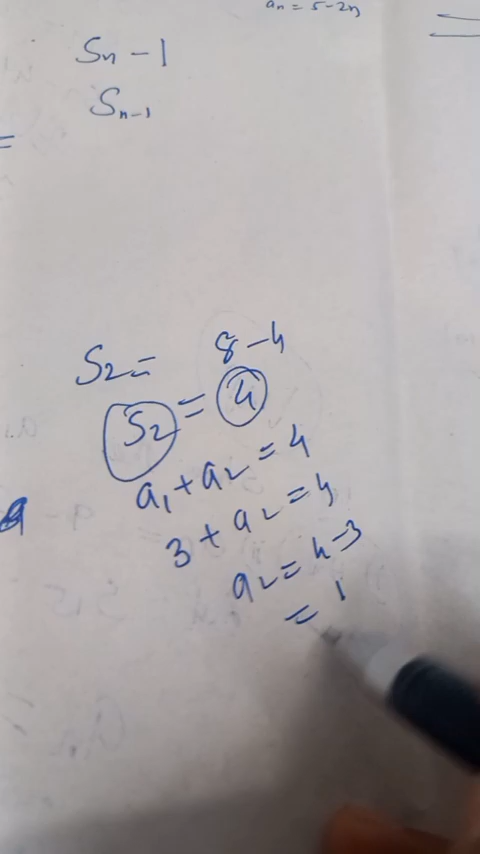 aₙ = 5-2n
Sₙ - 1
Sₙ₋₁
=
S₂ = 8-4
S₂ = 4
a₁ + a₂ = 4
3 + a₂ = 4
a₂ = 4-3
= 1